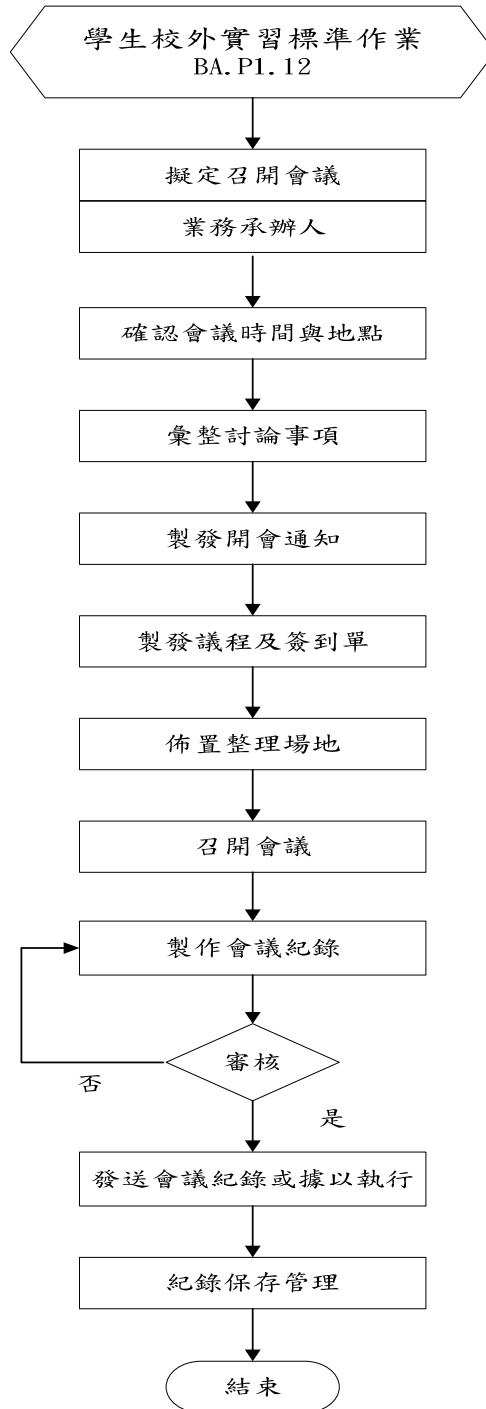 學生校外實習標準作業
BA.P1.12
擬定召開會議
業務承辦人
確認會議時間與地點
彙整討論事項
製發開會通知
製發議程及簽到單
佈置整理場地
召開會議
製作會議紀錄
審核
否
是
發送會議紀錄或據以執行
紀錄保存管理
結束